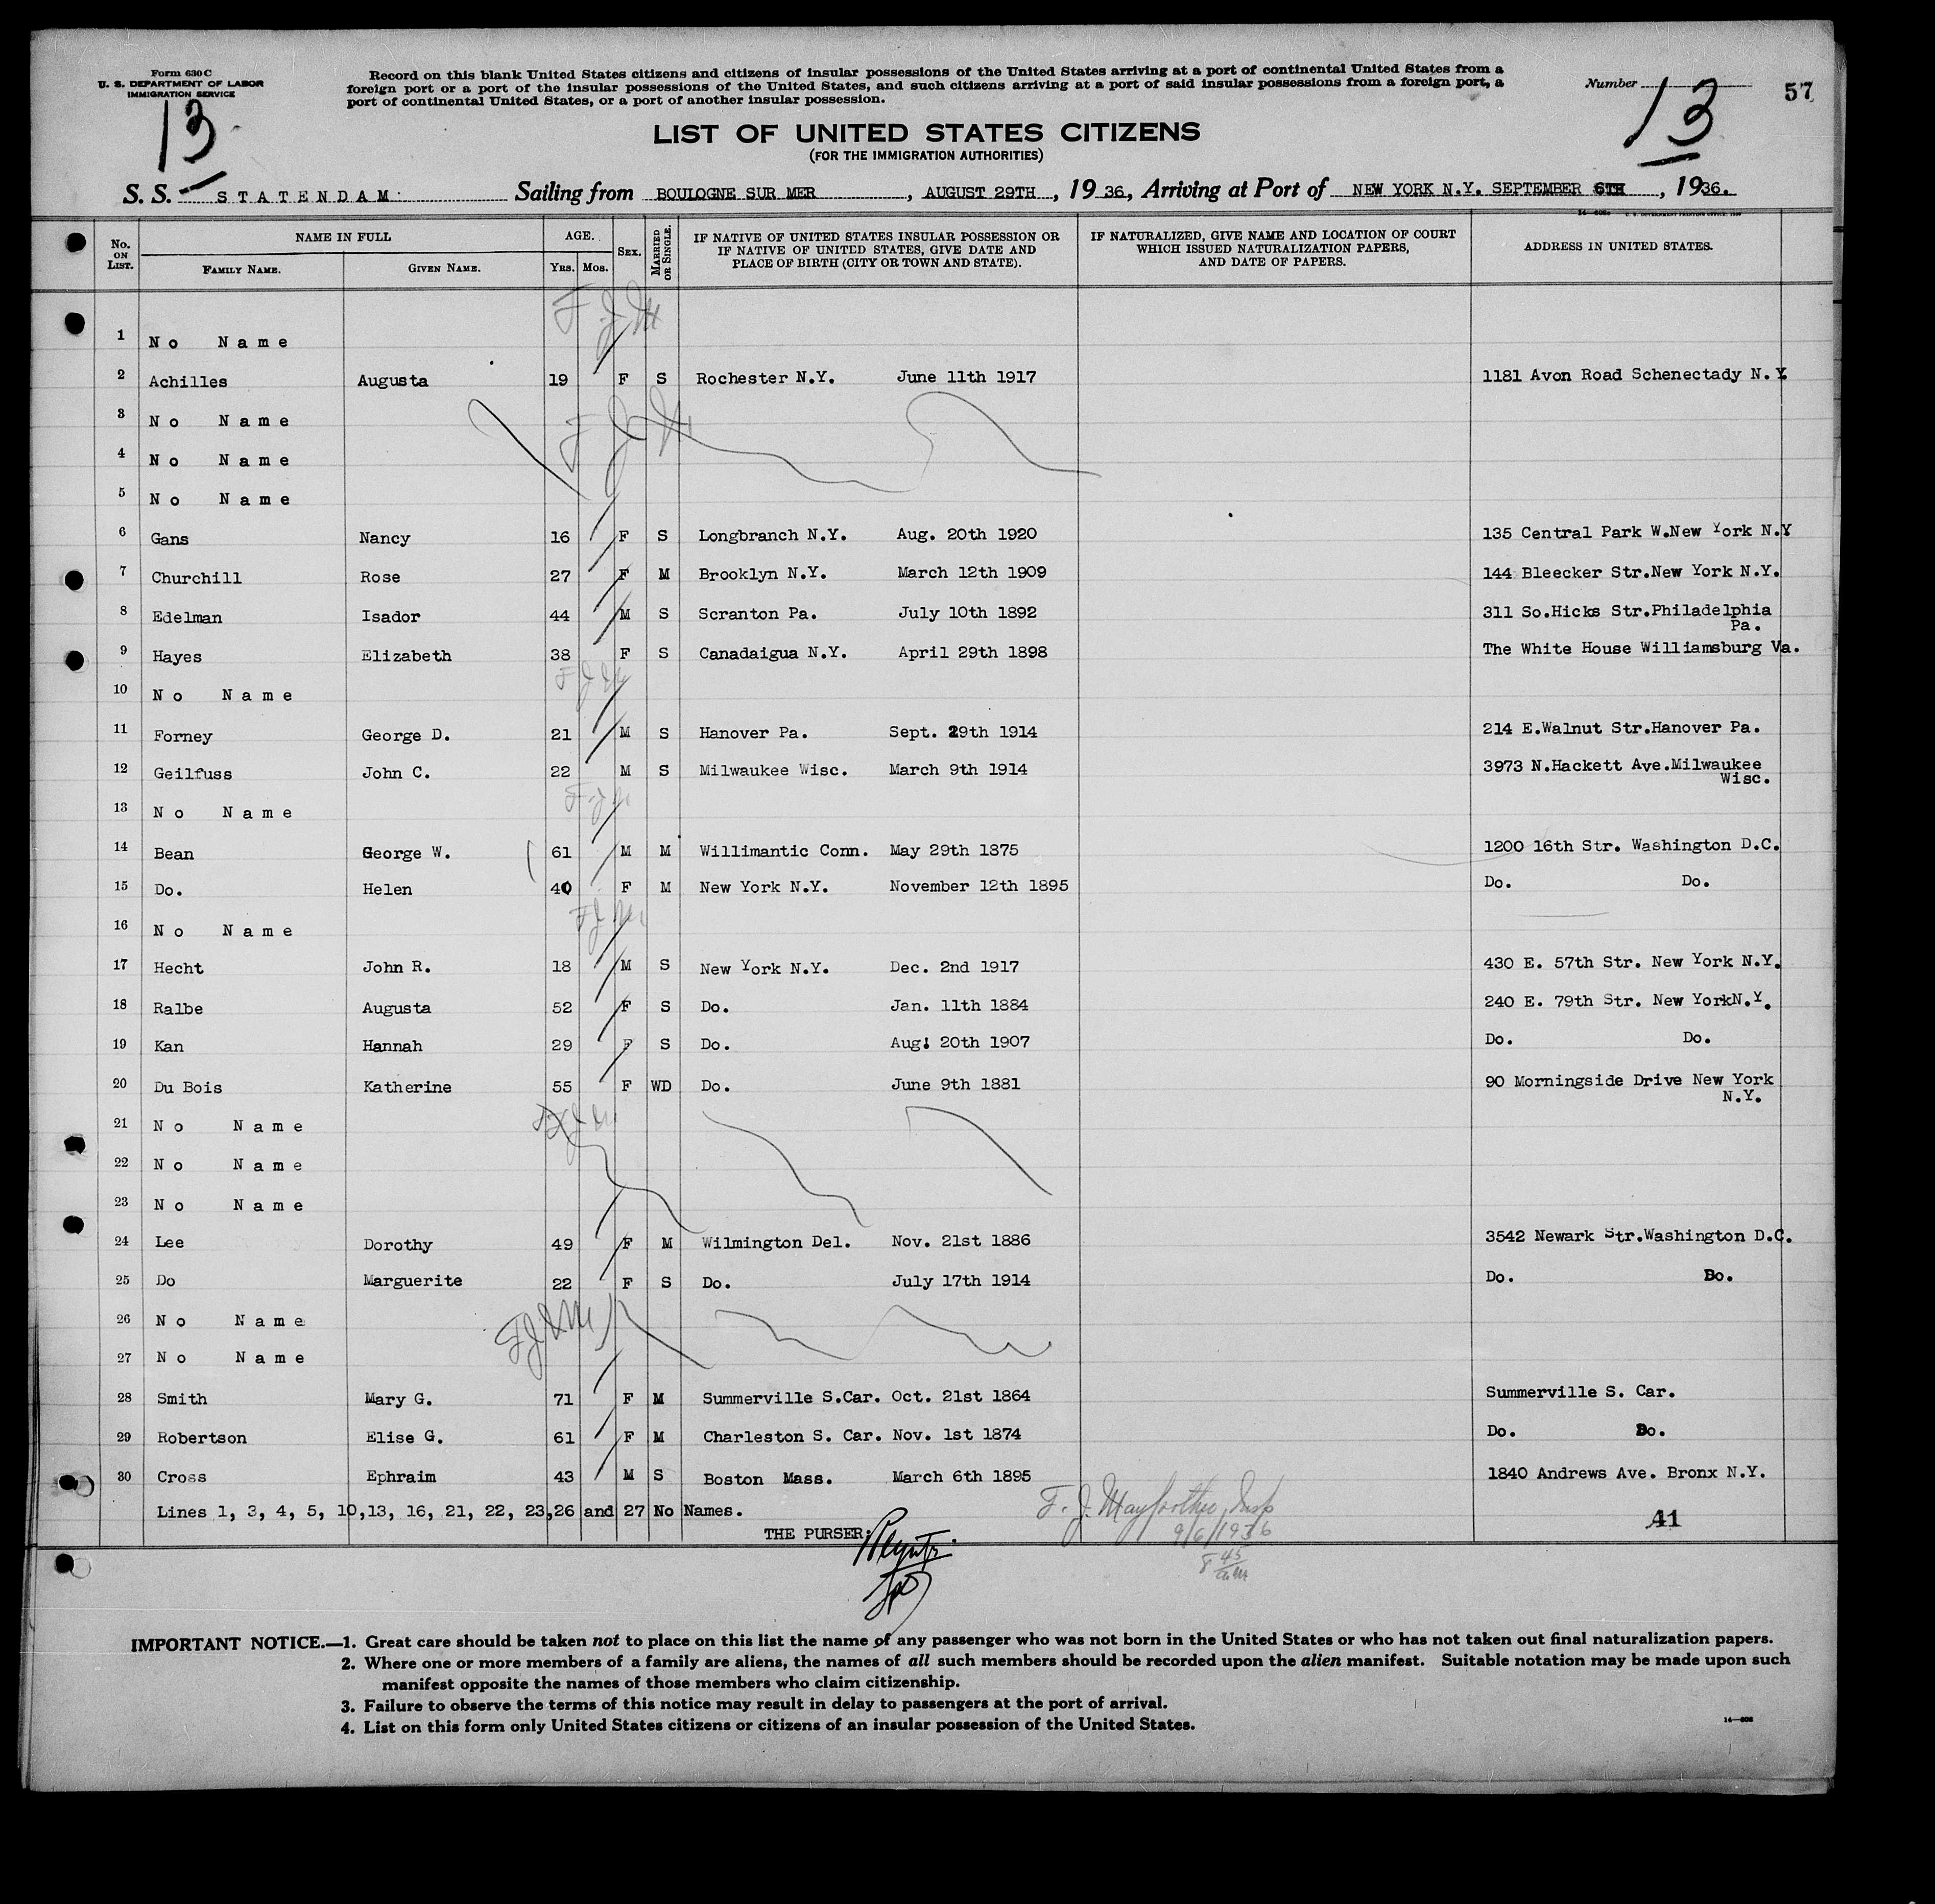 Form 630 C
U. S. DEPARTMENT OF LABOR
IMMIGRATION SERVICE
13
Record on this blank United States citizens and citizens of insular possessions of the United States arriving at a port of continental United States from a
foreign port or a port of the insular possessions of the United States, and such citizens arriving at a port of said insular possessions from a foreign port, a
port of continental United States, or a port of another insular possession.
Number 13
57
LIST OF UNITED STATES CITIZENS
(FOR THE IMMIGRATION AUTHORITIES)
S. S. STATENDAM Sailing from BOULOGNE SUR MER, AUGUST 29TH, 1936, Arriving at Port of NEW YORK N.Y. SEPTEMBER 6TH, 1936.
No. ON LIST. NAME IN FULL FAMILY NAME. GIVEN NAME. AGE. YRS. MOS. SEX. MARRIED OR SINGLE. IF NATIVE OF UNITED STATES INSULAR POSSESSION OR IF NATIVE OF UNITED STATES, GIVE DATE AND PLACE OF BIRTH (CITY OR TOWN AND STATE). IF NATURALIZED, GIVE NAME AND LOCATION OF COURT WHICH ISSUED NATURALIZATION PAPERS, AND DATE OF PAPERS. ADDRESS IN UNITED STATES.
1 No Name
2 Achilles Augusta 19 F S Rochester N.Y. June 11th 1917 1181 Avon Road Schenectady N.Y.
3 No Name
4 No Name
5 No Name
6 Gans Nancy 16 F S Longbranch N.Y. Aug. 20th 1920 135 Central Park W.New York N.Y
7 Churchill Rose 27 F M Brooklyn N.Y. March 12th 1909 144 Bleecker Str.New York N.Y.
8 Edelman Isador 44 M S Scranton Pa. July 10th 1892 311 So.Hicks Str.Philadelphia
Pa.
9 Hayes Elizabeth 38 F S Canadaigua N.Y. April 29th 1898 The White House Williamsburg Va.
10 No Name
11 Forney George D. 21 M S Hanover Pa. Sept. 29th 1914 214 E.Walnut Str.Hanover Pa.
12 Geilfuss John C. 22 M S Milwaukee Wisc. March 9th 1914 3973 N.Hackett Ave.Milwaukee
Wisc.
13 No Name
14 Bean George W. 61 M M Willimantic Conn. May 29th 1875 1200 16th Str. Washington D.C.
15 Do. Helen 40 F M New York N.Y. November 12th 1895 Do. Do.
16 No Name
17 Hecht John R. 18 M S New York N.Y. Dec. 2nd 1917 430 E. 57th Str. New York N.Y.
18 Ralbe Augusta 52 F S Do. Jan. 11th 1884 240 E. 79th Str. New YorkN.Y.
19 Kan Hannah 29 F S Do. Aug. 20th 1907 Do. Do.
20 Du Bois Katherine 55 F WD Do. June 9th 1881 90 Morningside Drive New York
N.Y.
21 No Name
22 No Name
23 No Name
24 Lee Dorothy 49 F M Wilmington Del. Nov. 21st 1886 3542 Newark Str.Washington D.C.
25 Do Marguerite 22 F S Do. July 17th 1914 Do. Do.
26 No Name
27 No Name
28 Smith Mary G. 71 F M Summerville S.Car. Oct. 21st 1864 Summerville S. Car.
29 Robertson Elise G. 61 F M Charleston S. Car. Nov. 1st 1874 Do. Do.
30 Cross Ephraim 43 M S Boston Mass. March 6th 1895 1840 Andrews Ave. Bronx N.Y.
Lines 1, 3, 4, 5, 10,13, 16, 21, 22, 23,26 and 27 No Names.
41
THE PURSER:
9/6/1936
8 45
IMPORTANT NOTICE.—1. Great care should be taken not to place on this list the name of any passenger who was not born in the United States or who has not taken out final naturalization papers.
2. Where one or more members of a family are aliens, the names of all such members should be recorded upon the alien manifest. Suitable notation may be made upon such
manifest opposite the names of those members who claim citizenship.
3. Failure to observe the terms of this notice may result in delay to passengers at the port of arrival.
4. List on this form only United States citizens or citizens of an insular possession of the United States.